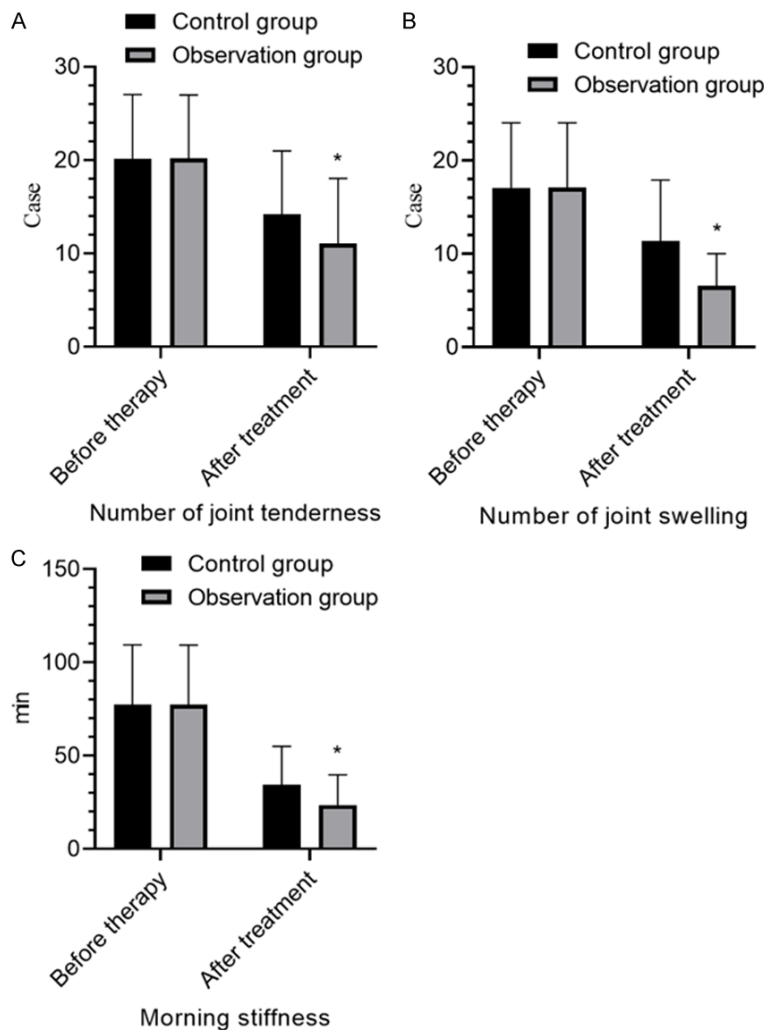 A
Control group
Observation group
30
20
10
0
Case
*
Before therapy
After treatment
Number of joint tenderness
B
Control group
Observation group
30
20
10
0
Case
*
Before therapy
After treatment
Number of joint swelling
C
Control group
Observation group
150
100
50
0
min
*
Before therapy
After treatment
Morning stiffness